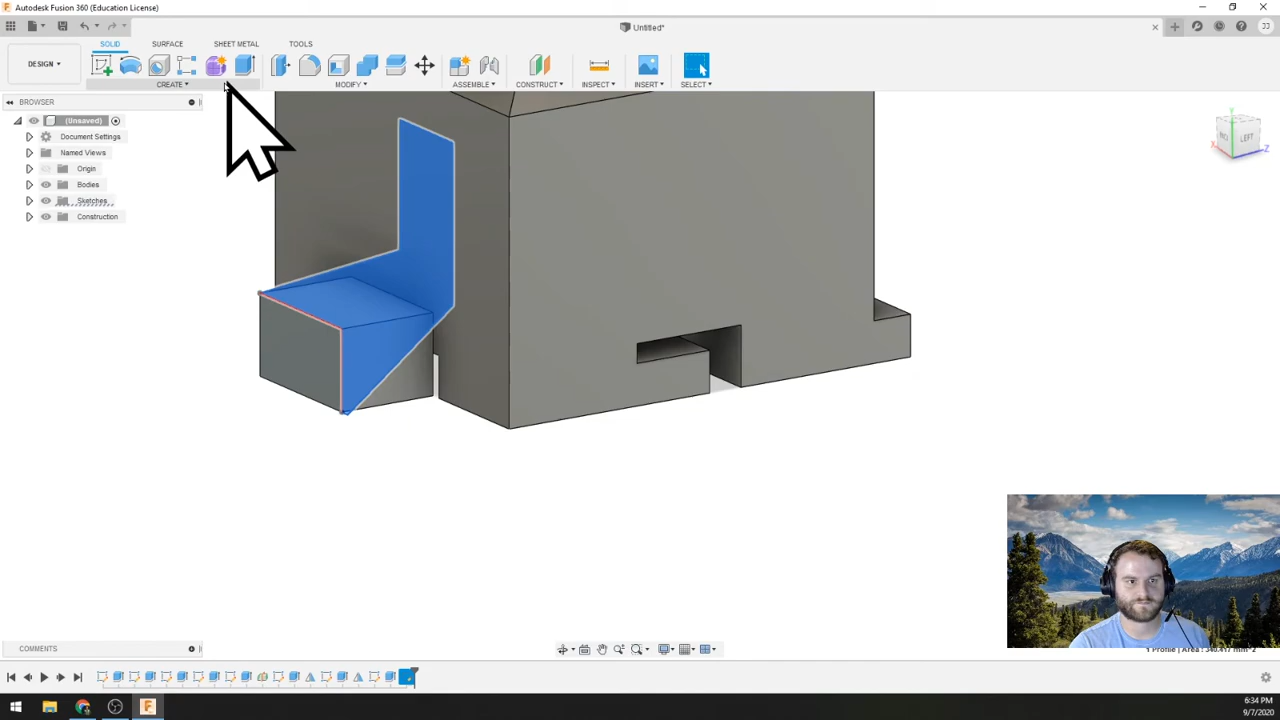 Autodesk Fusion 360 (Education License)
Untitled*
JJ
DESIGN
SOLID SURFACE SHEET METAL TOOLS
CREATE MODIFY ASSEMBLE CONSTRUCT INSPECT INSERT SELECT
BROWSER
(Unsaved)
Document Settings
Named Views
Origin
Bodies
Sketches
Construction
Y
LEFT
X
Z
COMMENTS
6:34 PM
9/7/2020